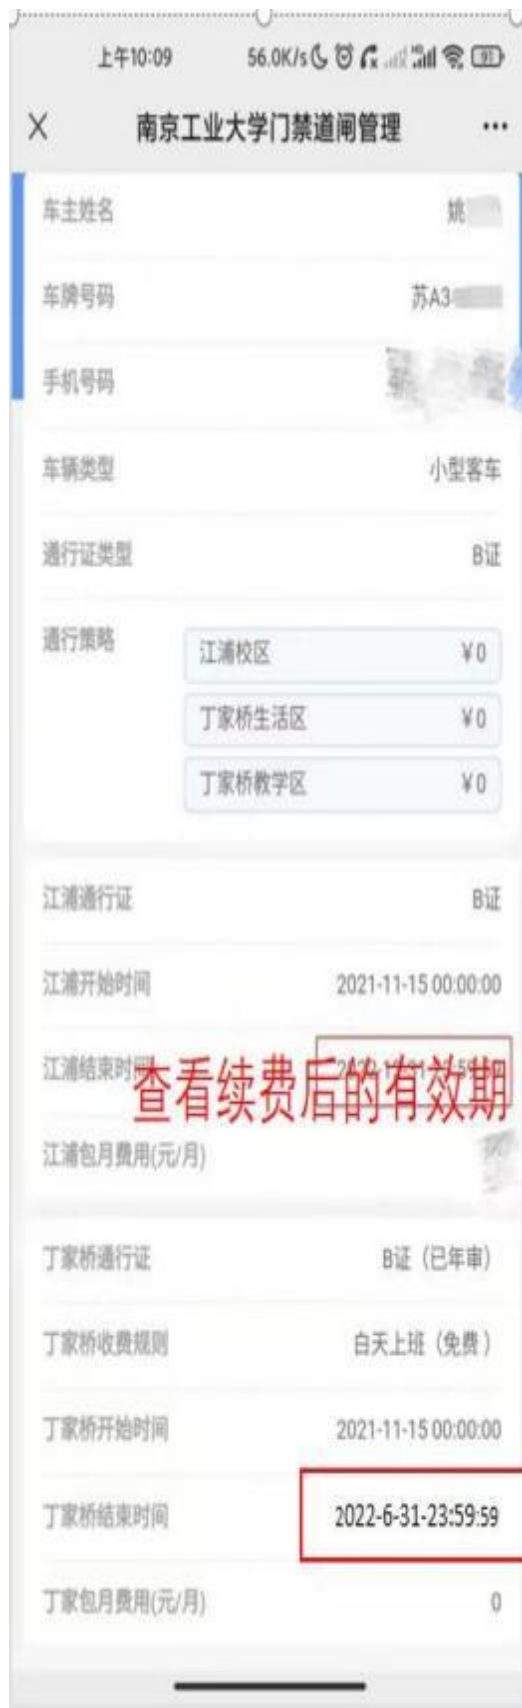 上午10:09 56.0K/s 91
南京工业大学门禁道闸管理
车主姓名 姚
车牌号码 苏A3
手机号码
车辆类型 小型客车
通行证类型 B证
通行策略 江浦校区 ¥0
丁家桥生活区 ¥0
丁家桥教学区 ¥0
江浦通行证 B证
江浦开始时间 2021-11-15 00:00:00
江浦结束时间
查看续费后的有效期
江浦包月费用(元/月)
丁家桥通行证 B证（已年审）
丁家桥收费规则 白天上班（免费）
丁家桥开始时间 2021-11-15 00:00:00
丁家桥结束时间 2022-6-31-23:59:59
丁家包月费用(元/月) 0